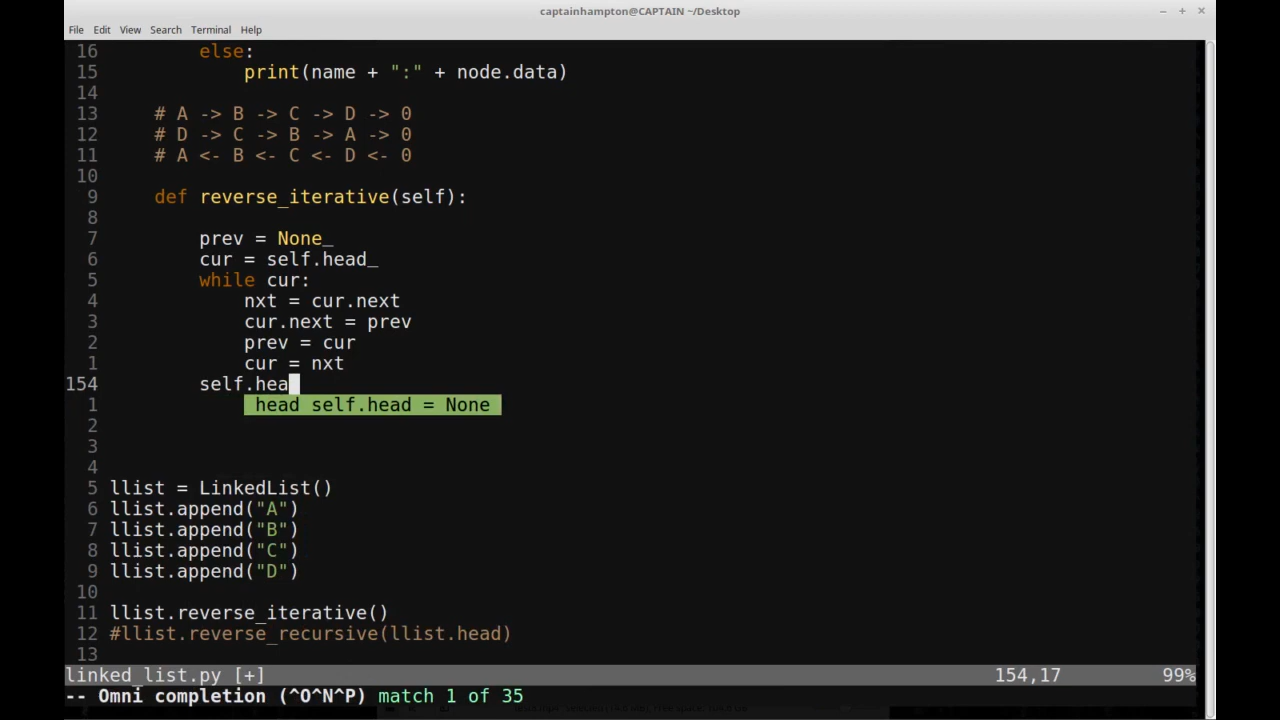 captainhampton@CAPTAIN ~/Desktop
File Edit View Search Terminal Help
16         else:
15             print(name + ":" + node.data)
14
13     # A -> B -> C -> D -> 0
12     # D -> C -> B -> A -> 0
11     # A <- B <- C <- D <- 0
10
9     def reverse_iterative(self):
8
7         prev = None_
6         cur = self.head_
5         while cur:
4             nxt = cur.next
3             cur.next = prev
2             prev = cur
1             cur = nxt
154         self.hea
1             head self.head = None
2
3
4
5 llist = LinkedList()
6 llist.append("A")
7 llist.append("B")
8 llist.append("C")
9 llist.append("D")
10
11 llist.reverse_iterative()
12 #llist.reverse_recursive(llist.head)
13
linked_list.py [+] 154,17 99%
-- Omni completion (^O^N^P) match 1 of 35